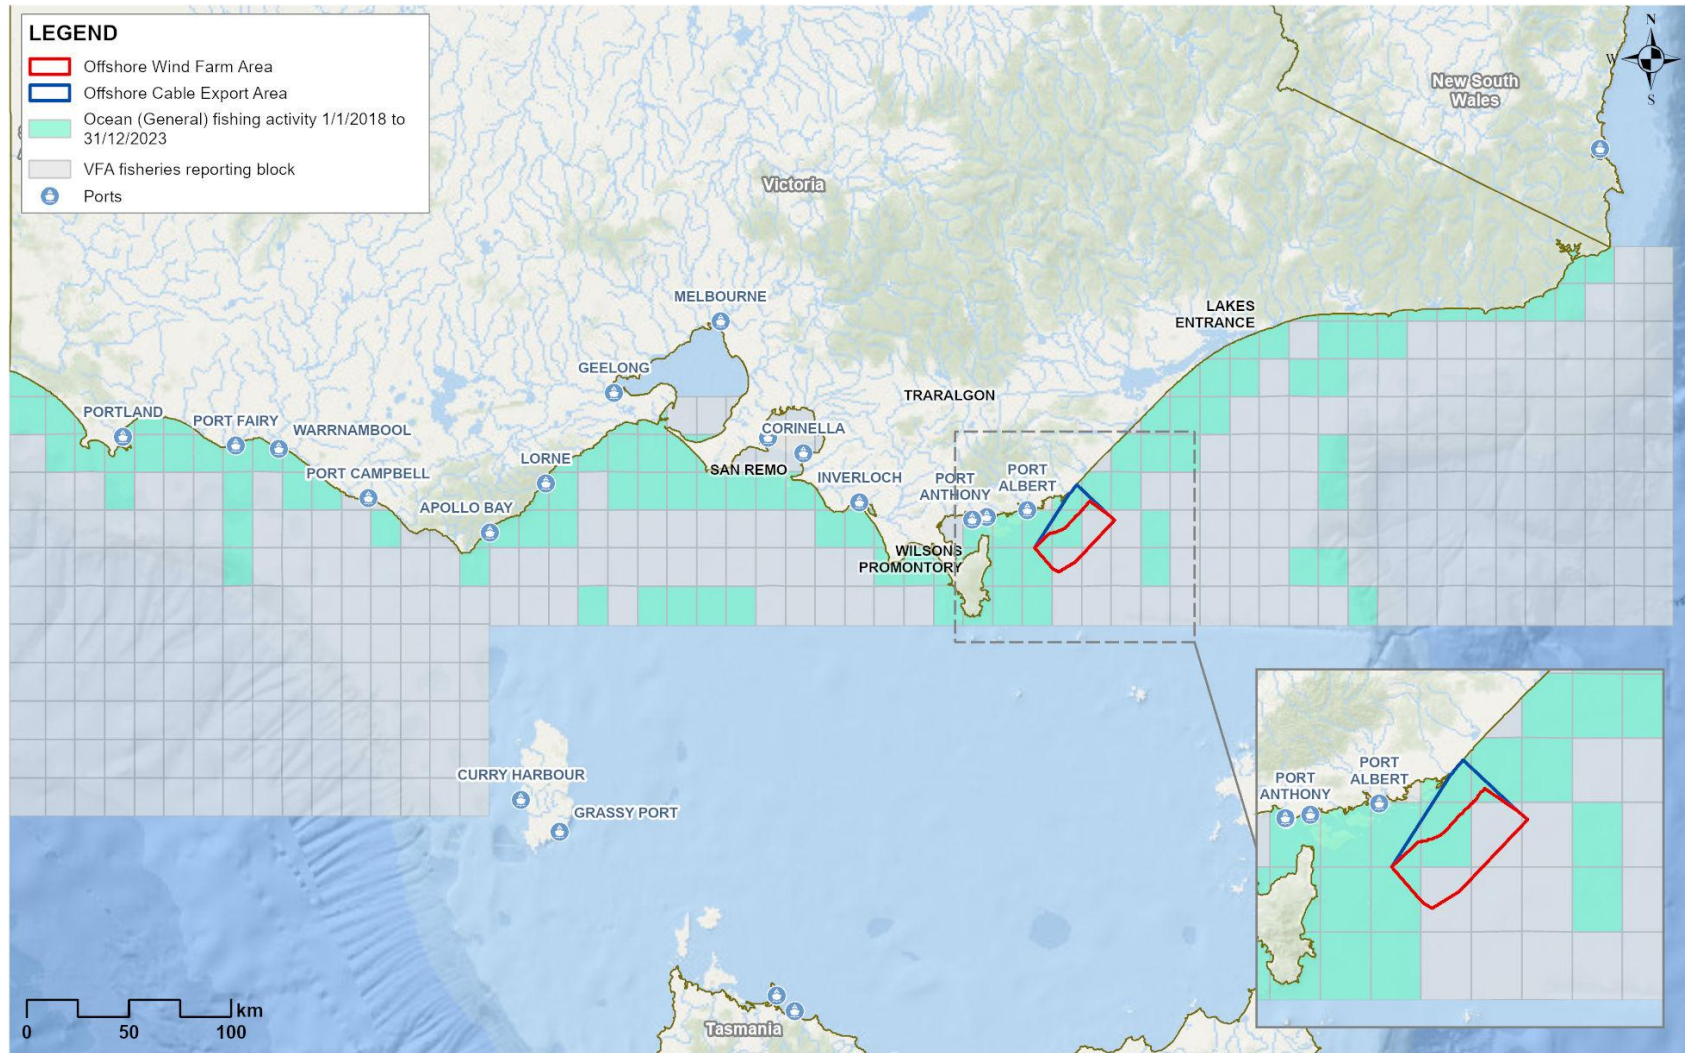 LEGEND
Offshore Wind Farm Area
Offshore Cable Export Area
Ocean (General) fishing activity 1/1/2018 to
31/12/2023
VFA fisheries reporting block
Ports
N
W
S
New South
Wales
Victoria
MELBOURNE
GEELONG
LAKES
ENTRANCE
TRARALGON
PORTLAND
PORT FAIRY
WARRNAMBOOL
CORINELLA
LORNE
SAN REMO
PORT CAMPBELL
INVERLOCH
PORT
ANTHONY
PORT
ALBERT
APOLLO BAY
WILSONS
PROMONTORY
CURRY HARBOUR
GRASSY PORT
PORT
ANTHONY
PORT
ALBERT
Tasmania
km
0
50
100